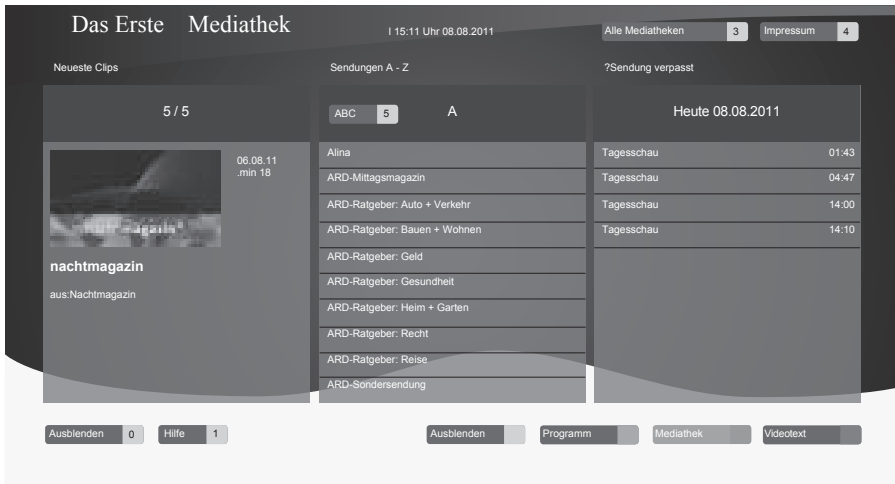 Das Erste Mediathek
I 15:11 Uhr 08.08.2011
Alle Mediatheken 3
Impressum 4
Neueste Clips
Sendungen A - Z
?Sendung verpasst
5 / 5
ABC 5
A
Heute 08.08.2011
06.08.11
.min 18
nachtmagazin
aus:Nachtmagazin
Alina
ARD-Mittagsmagazin
ARD-Ratgeber: Auto + Verkehr
ARD-Ratgeber: Bauen + Wohnen
ARD-Ratgeber: Geld
ARD-Ratgeber: Gesundheit
ARD-Ratgeber: Heim + Garten
ARD-Ratgeber: Recht
ARD-Ratgeber: Reise
ARD-Sondersendung
Tagesschau 01:43
Tagesschau 04:47
Tagesschau 14:00
Tagesschau 14:10
Ausblenden 0
Hilfe 1
Ausblenden
Programm
Mediathek
Videotext